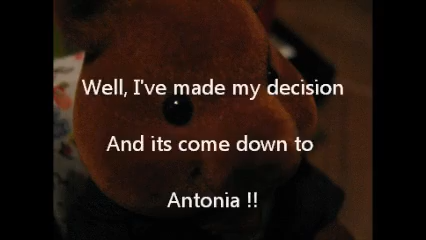 Well, I've made my decision
And its come down to
Antonia !!